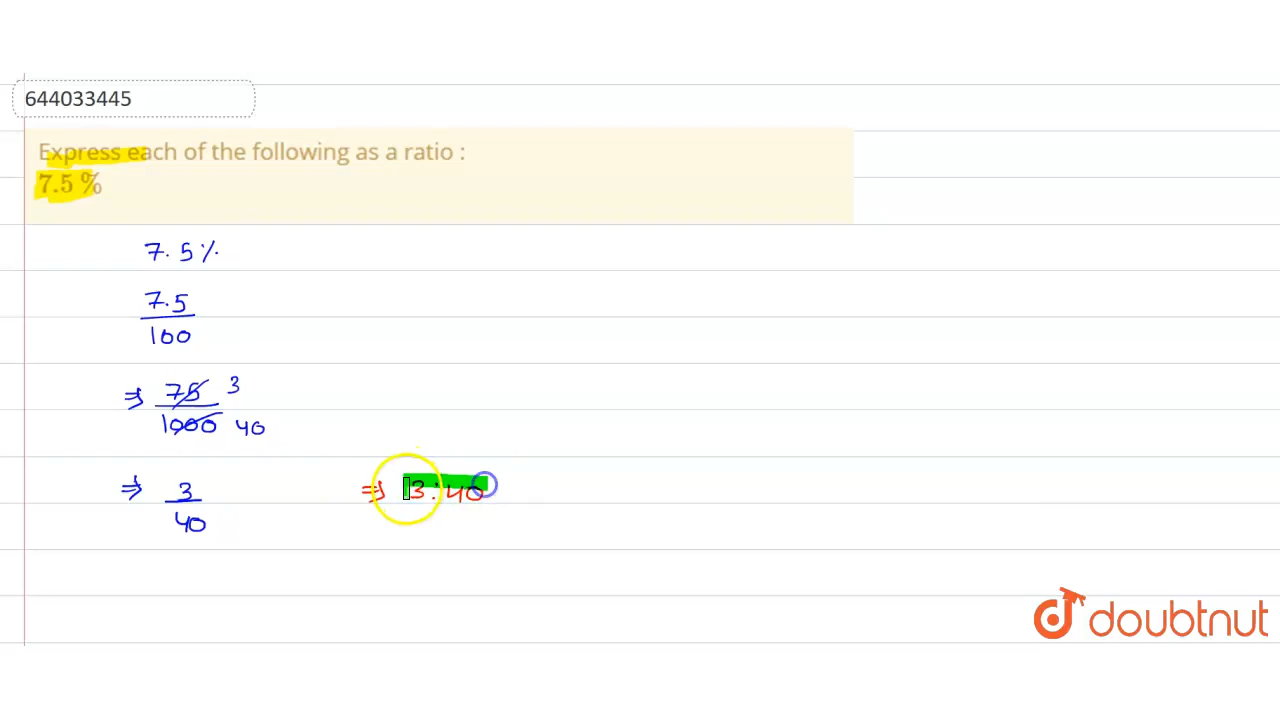 644033445
Express each of the following as a ratio :
7.5 %
7.5%
7.5
100
⇒ 75 3
1000 40
⇒ 3 ⇒ 3:40
40
doubtnut